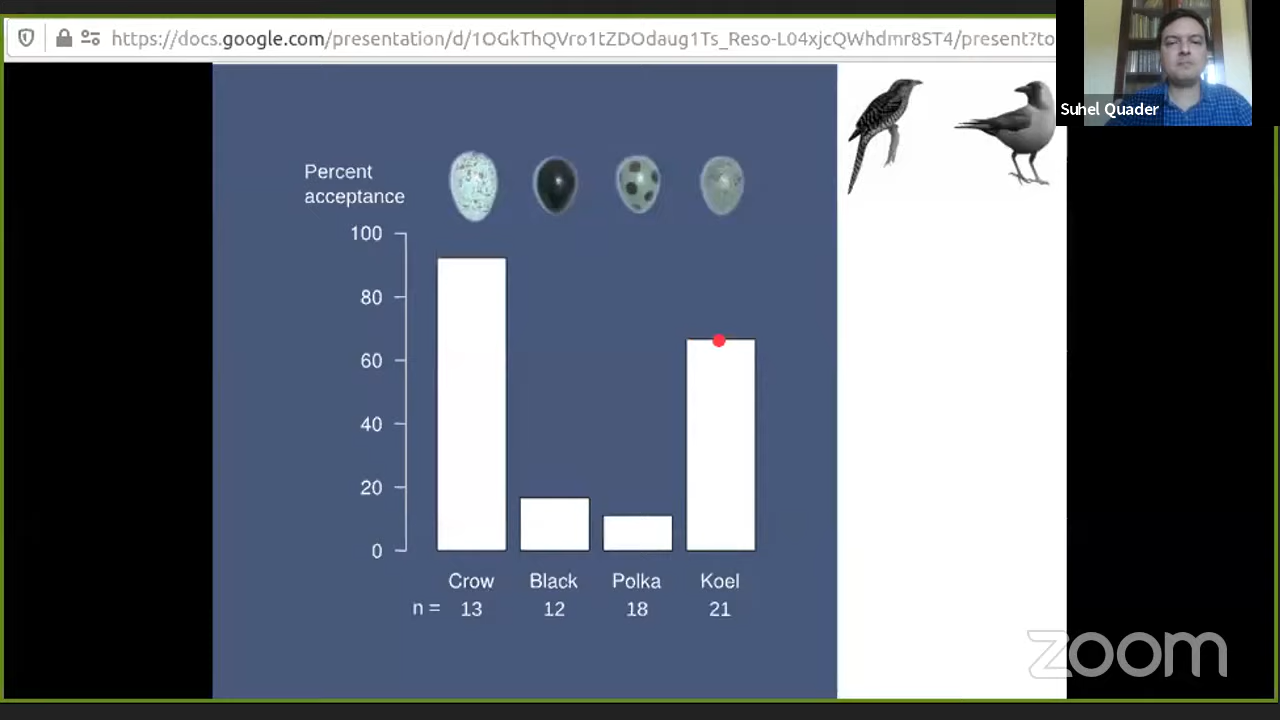 https://docs.google.com/presentation/d/1OGkThQVro1tZDOdaug1Ts_Reso-L04xjcQWhdmr8ST4/present?to
Suhel Quader
Percent
acceptance
100
80
60
40
20
0
Crow Black Polka Koel
n = 13 12 18 21
zoom